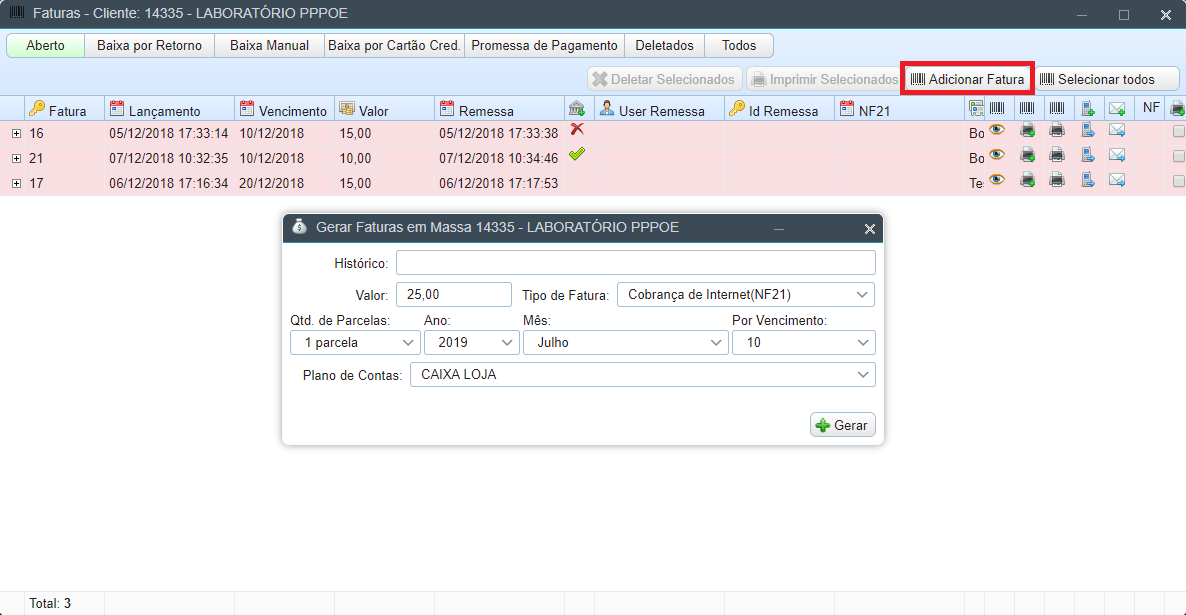 Faturas - Cliente: 14335 - LABORATÓRIO PPPOE
Aberto Baixa por Retorno Baixa Manual Baixa por Cartão Cred. Promessa de Pagamento Deletados Todos
Deletar Selecionados Imprimir Selecionados Adicionar Fatura Selecionar todos
Fatura Lançamento Vencimento Valor Remessa User Remessa Id Remessa NF21 NF
16 05/12/2018 17:33:14 10/12/2018 15,00 05/12/2018 17:33:38 Bo
21 07/12/2018 10:32:35 10/12/2018 10,00 07/12/2018 10:34:46 Bo
17 06/12/2018 17:16:34 20/12/2018 15,00 06/12/2018 17:17:53 Te
Gerar Faturas em Massa 14335 - LABORATÓRIO PPPOE
Histórico:
Valor: 25,00 Tipo de Fatura: Cobrança de Internet(NF21)
Qtd. de Parcelas: Ano: Mês: Por Vencimento:
1 parcela 2019 Julho 10
Plano de Contas: CAIXA LOJA
Gerar
Total: 3